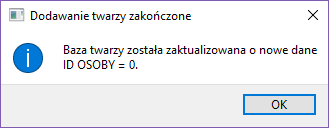 Dodawanie twarzy zakończone
Baza twarzy została zaktualizowana o nowe dane
ID OSOBY = 0.
OK